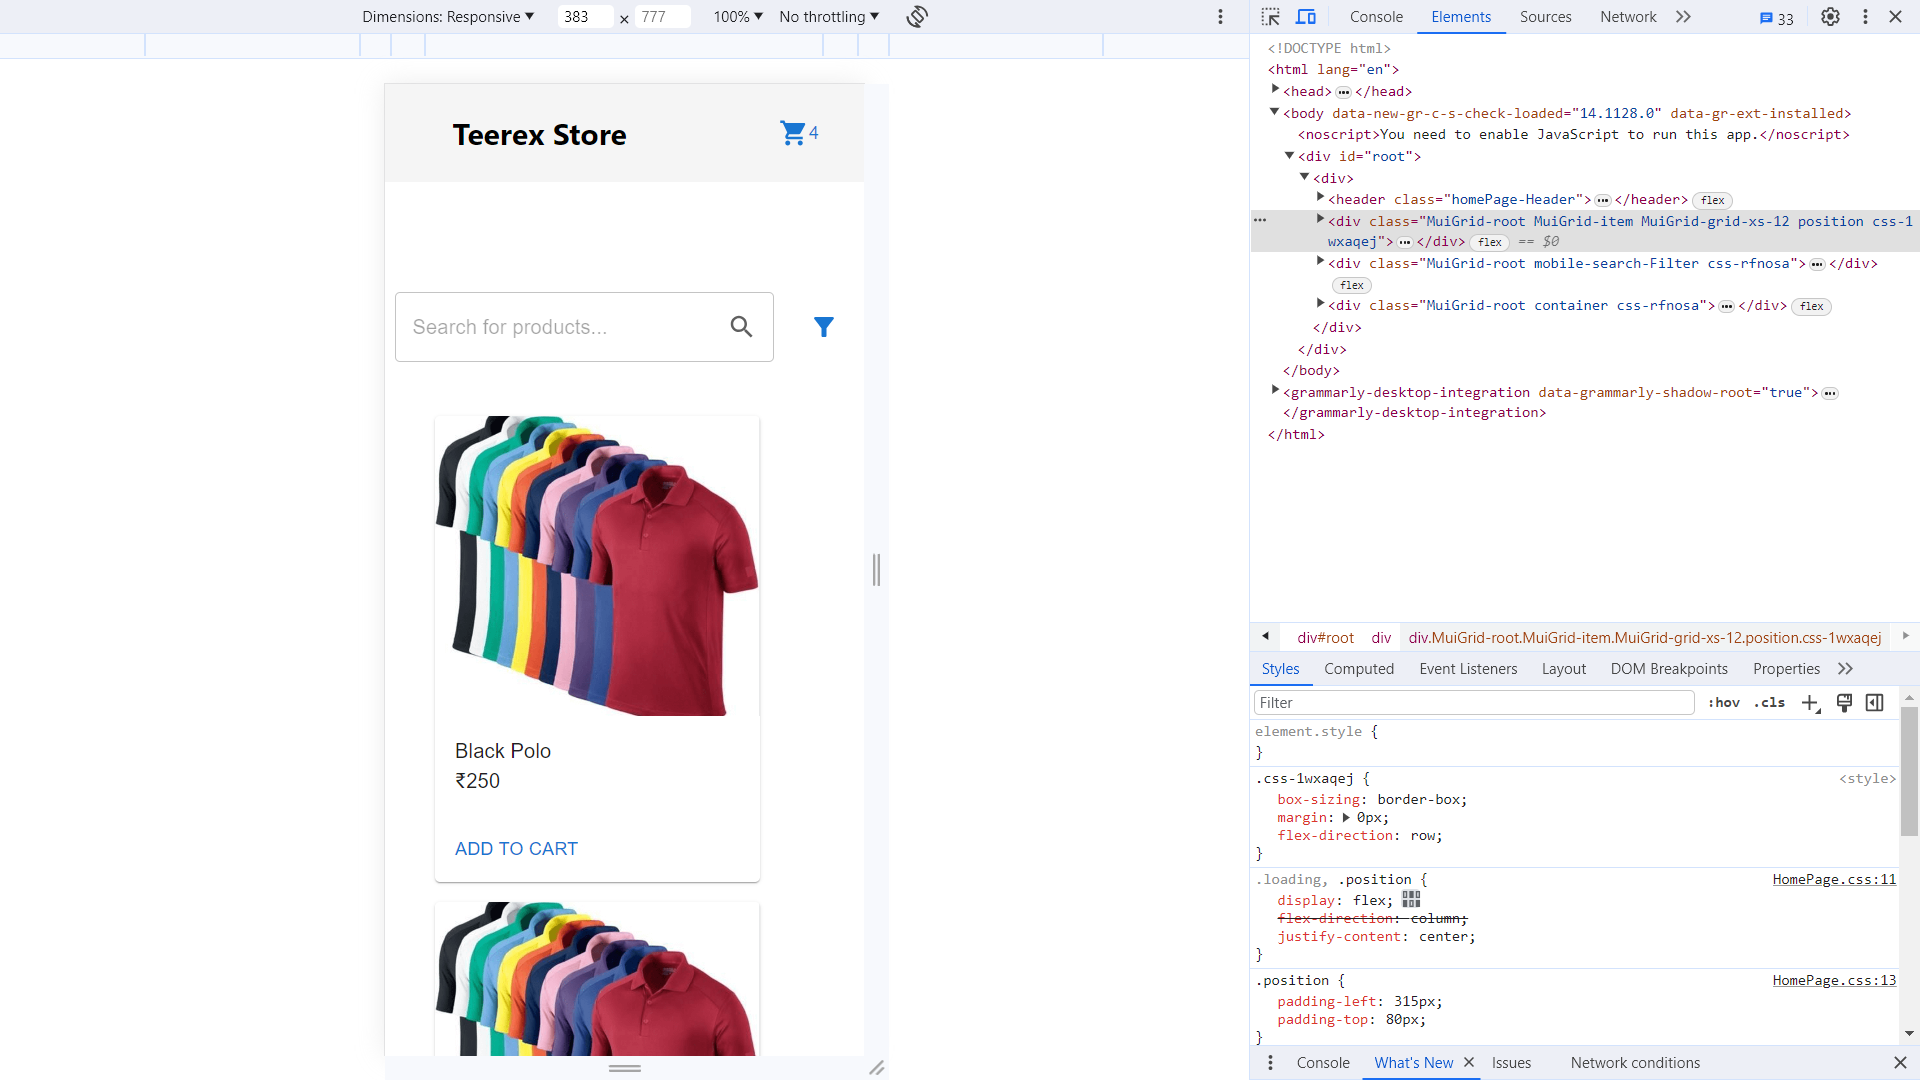 Dimensions: Responsive 383 × 777 100% No throttling
Teerex Store 4
Search for products...
Black Polo
₹250
ADD TO CART
Console Elements Sources Network 33
<!DOCTYPE html>
<html lang="en">
<head> </head>
<body data-new-gr-c-s-check-loaded="14.1128.0" data-gr-ext-installed>
<noscript>You need to enable JavaScript to run this app.</noscript>
<div id="root">
<div>
<header class="homePage-Header"> </header> flex
<div class="MuiGrid-root MuiGrid-item MuiGrid-grid-xs-12 position css-1
wxaqej"> </div> flex == $0
<div class="MuiGrid-root mobile-search-Filter css-rfnosa"> </div>
flex
<div class="MuiGrid-root container css-rfnosa"> </div> flex
</div>
</div>
</body>
<grammarly-desktop-integration data-grammarly-shadow-root="true">
</grammarly-desktop-integration>
</html>
div#root div div.MuiGrid-root.MuiGrid-item.MuiGrid-grid-xs-12.position.css-1wxaqej
Styles Computed Event Listeners Layout DOM Breakpoints Properties
Filter :hov .cls
element.style {
}
.css-1wxaqej { <style>
box-sizing: border-box;
margin: 0px;
flex-direction: row;
}
.loading, .position { HomePage.css:11
display: flex;
flex-direction: column;
justify-content: center;
}
.position { HomePage.css:13
padding-left: 315px;
padding-top: 80px;
}
Console What's New Issues Network conditions